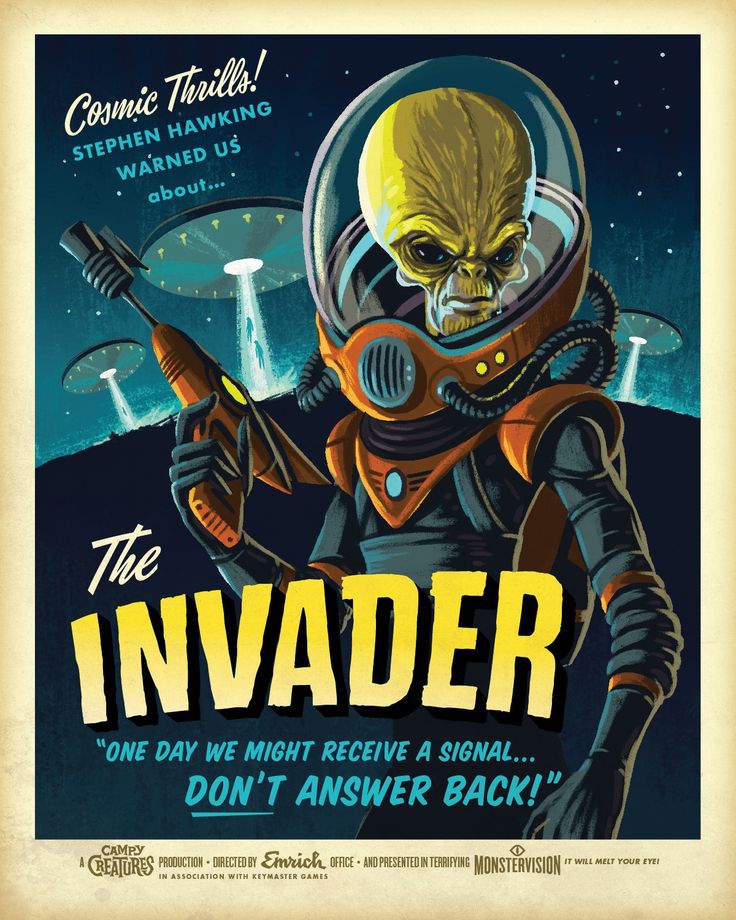 Cosmic Thrills!
STEPHEN HAWKING
WARNED US
about...
The
INVADER
"ONE DAY WE MIGHT RECEIVE A SIGNAL...
DON'T ANSWER BACK!"
A CAMPY CREATURES PRODUCTION • DIRECTED BY Emrich OFFICE • AND PRESENTED IN TERRIFYING MONSTERVISION IT WILL MELT YOUR EYE!
IN ASSOCIATION WITH KEYMASTER GAMES